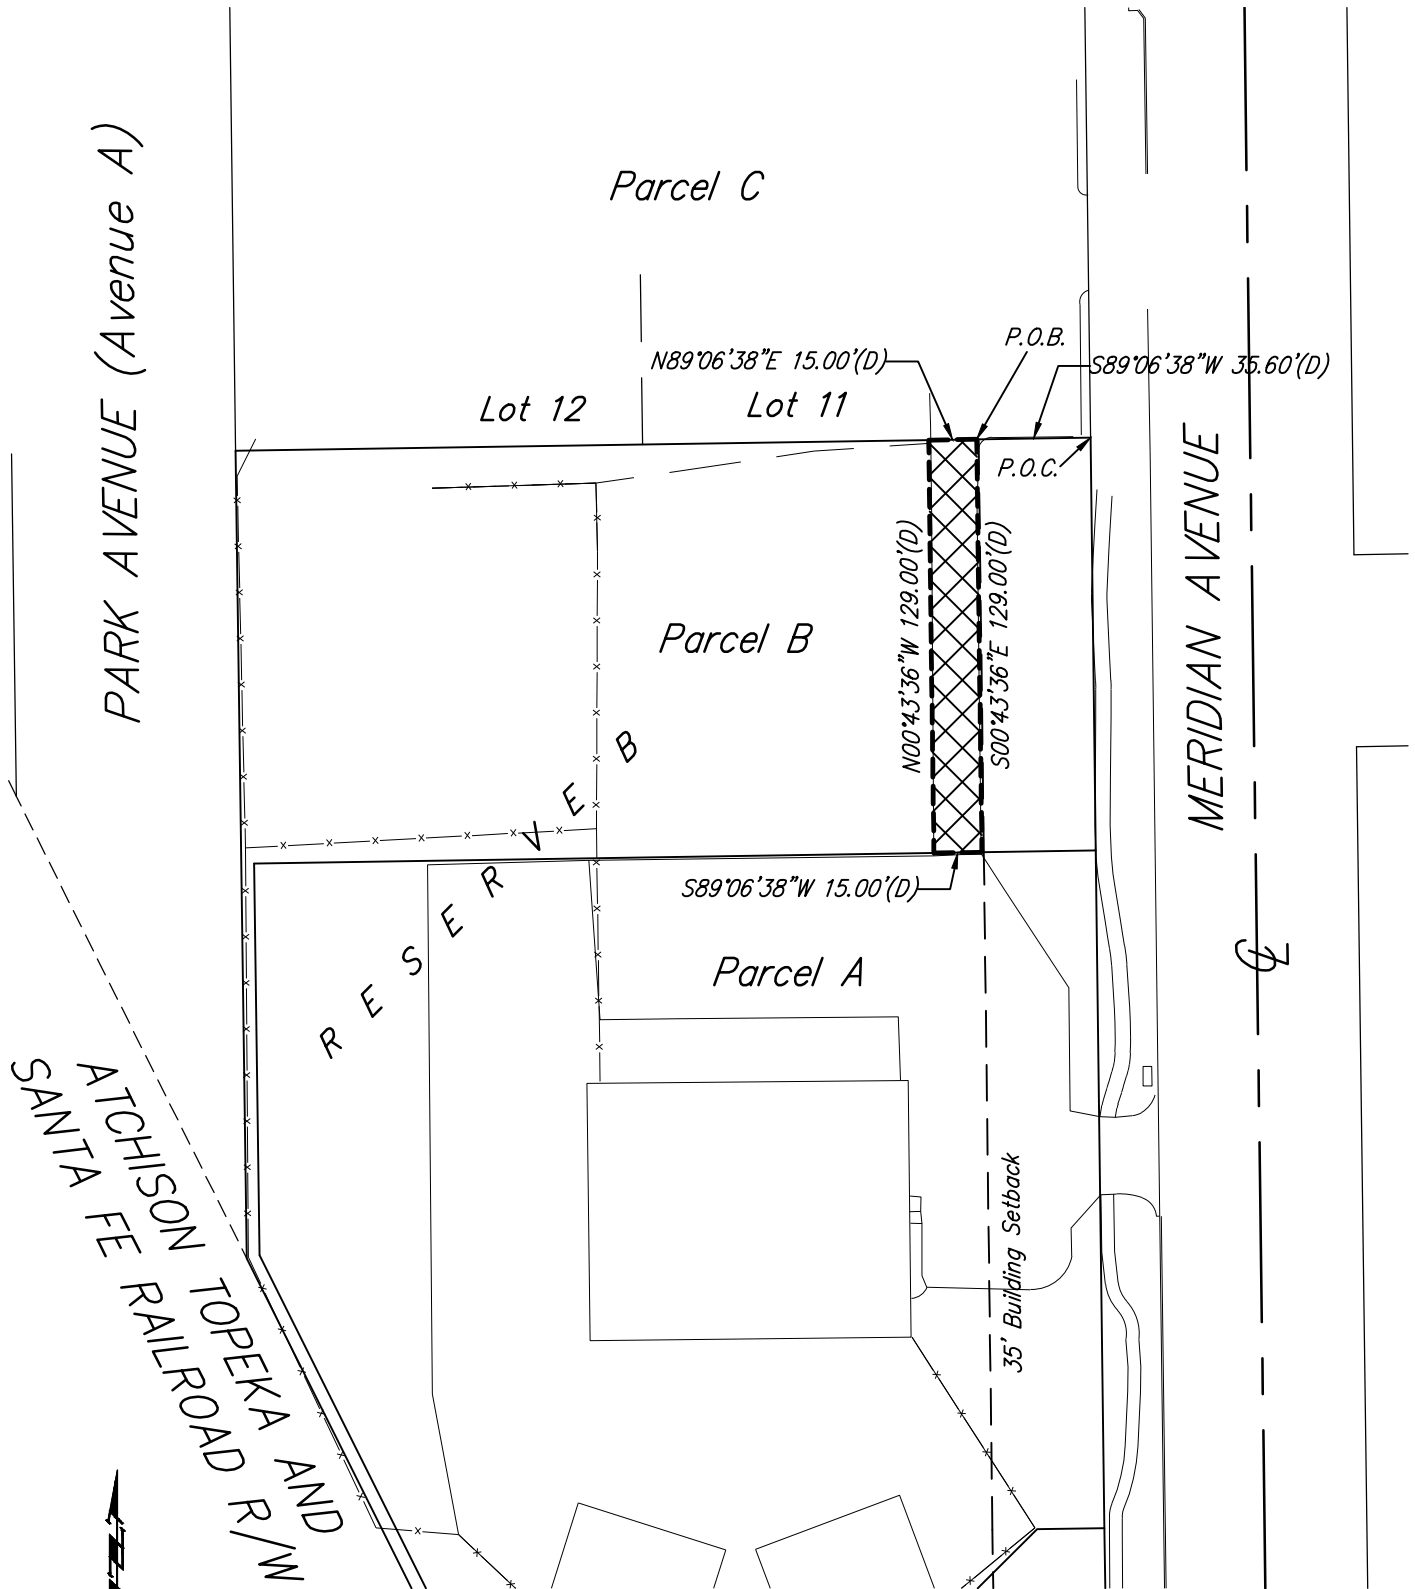 Parcel C
PARK AVENUE (Avenue A)
P.O.B.
N89°06'38"E 15.00'(D)
S89°06'38"W 35.60'(D)
Lot 12
Lot 11
P.O.C.
MERIDIAN AVENUE
N00°43'36"W 129.00'(D)
S00°43'36"E 129.00'(D)
Parcel B
RESERVE B
S89°06'38"W 15.00'(D)
Parcel A
℄
ATCHISON TOPEKA AND
SANTA FE RAILROAD R/W
35' Building Setback